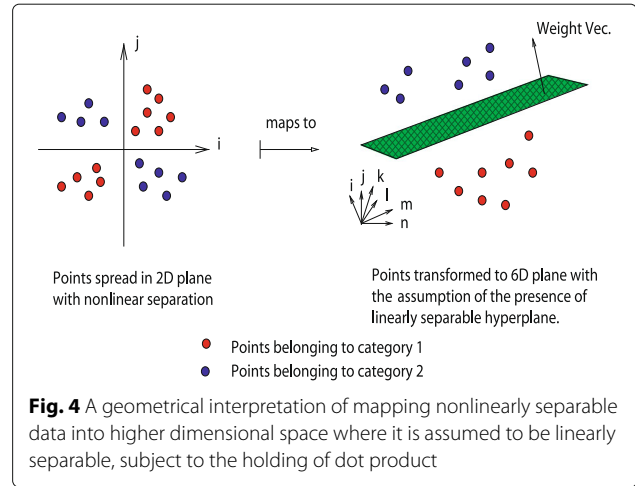 j
Weight Vec.
i
maps to
i j k
l
m
n
Points spread in 2D plane
with nonlinear separation
Points transformed to 6D plane with
the assumption of the presence of
linearly separable hyperplane.
Points belonging to category 1
Points belonging to category 2
Fig. 4 A geometrical interpretation of mapping nonlinearly separable
data into higher dimensional space where it is assumed to be linearly
separable, subject to the holding of dot product